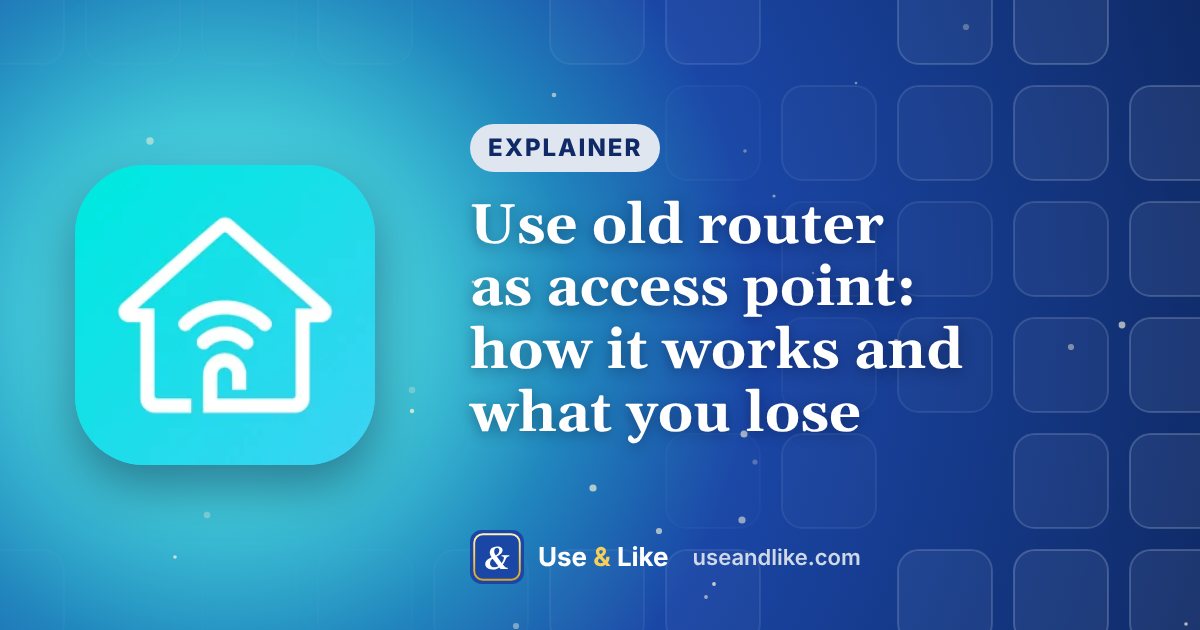 EXPLAINER
Use old router
as access point:
how it works and
what you lose
& Use & Like useandlike.com